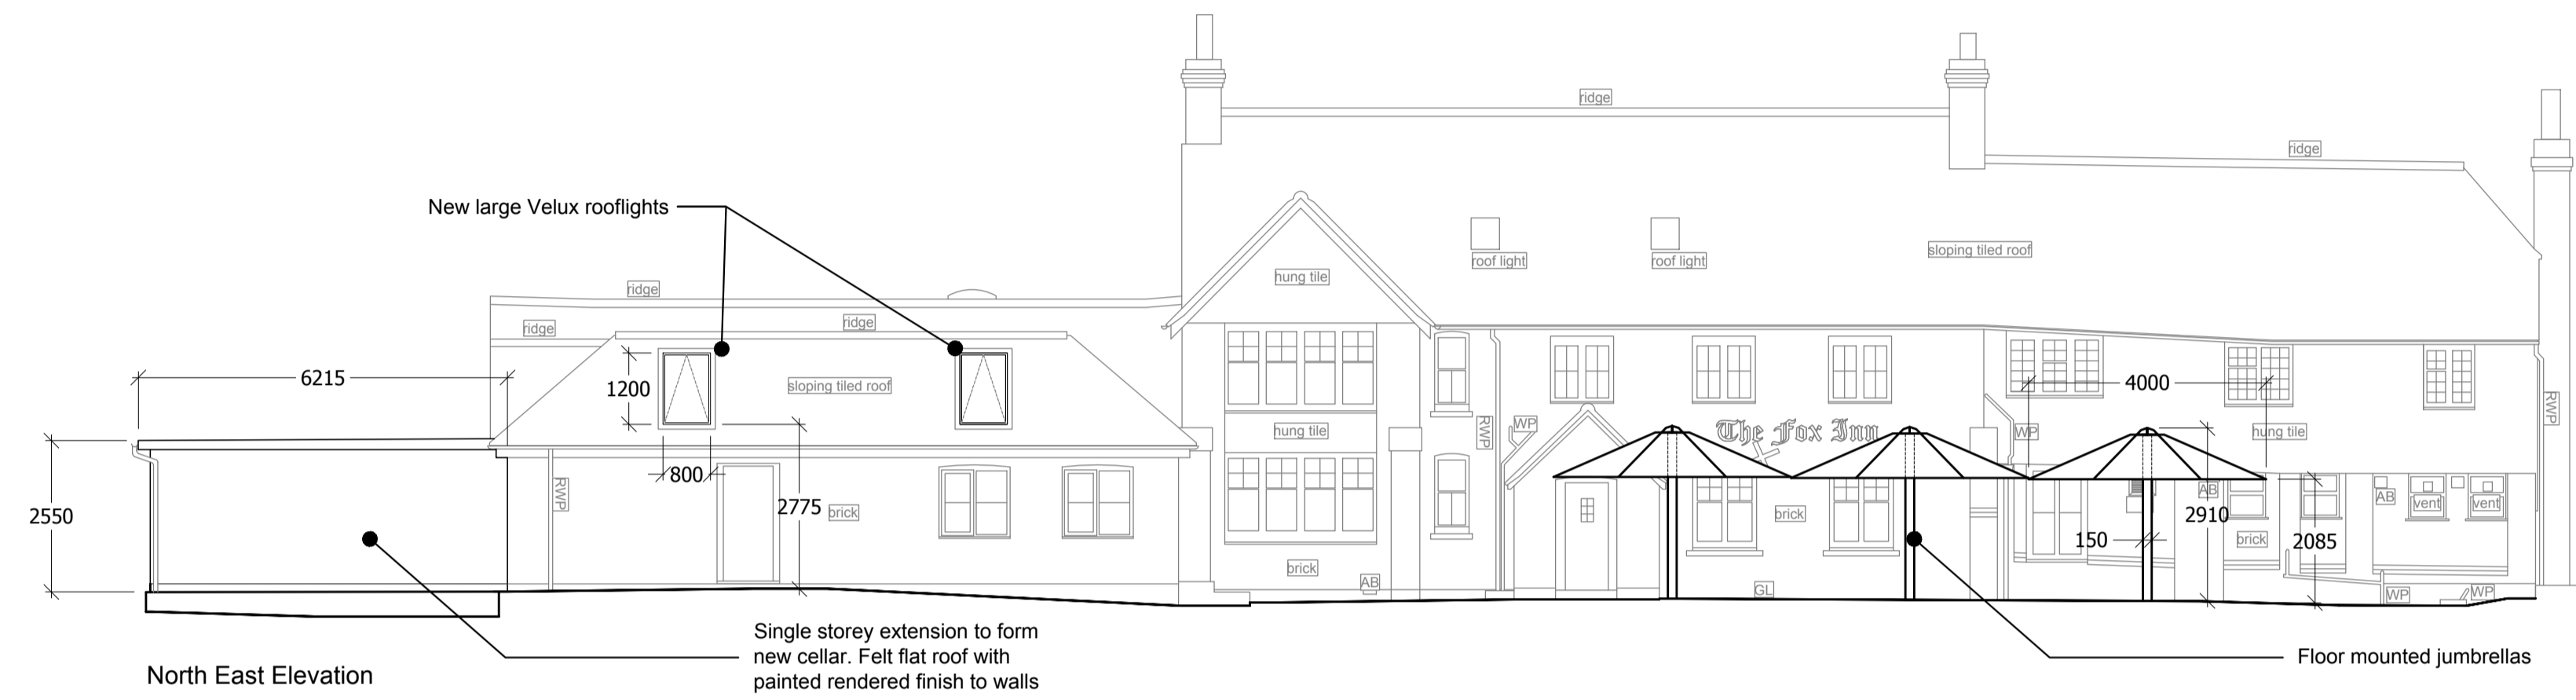 ridge
ridge
New large Velux rooflights
hung tile
roof light
roof light
sloping tiled roof
ridge
ridge
ridge
6215
1200
sloping tiled roof
4000
hung tile
RWP
WP
The Fox Inn
WP
hung tile
RWP
2550
RWP
800
2775
brick
brick
AB
2910
AB
vent
vent
150
brick
2085
brick
AB
GL
WP
WP
Single storey extension to form
new cellar. Felt flat roof with
painted rendered finish to walls
Floor mounted jumbrellas
North East Elevation